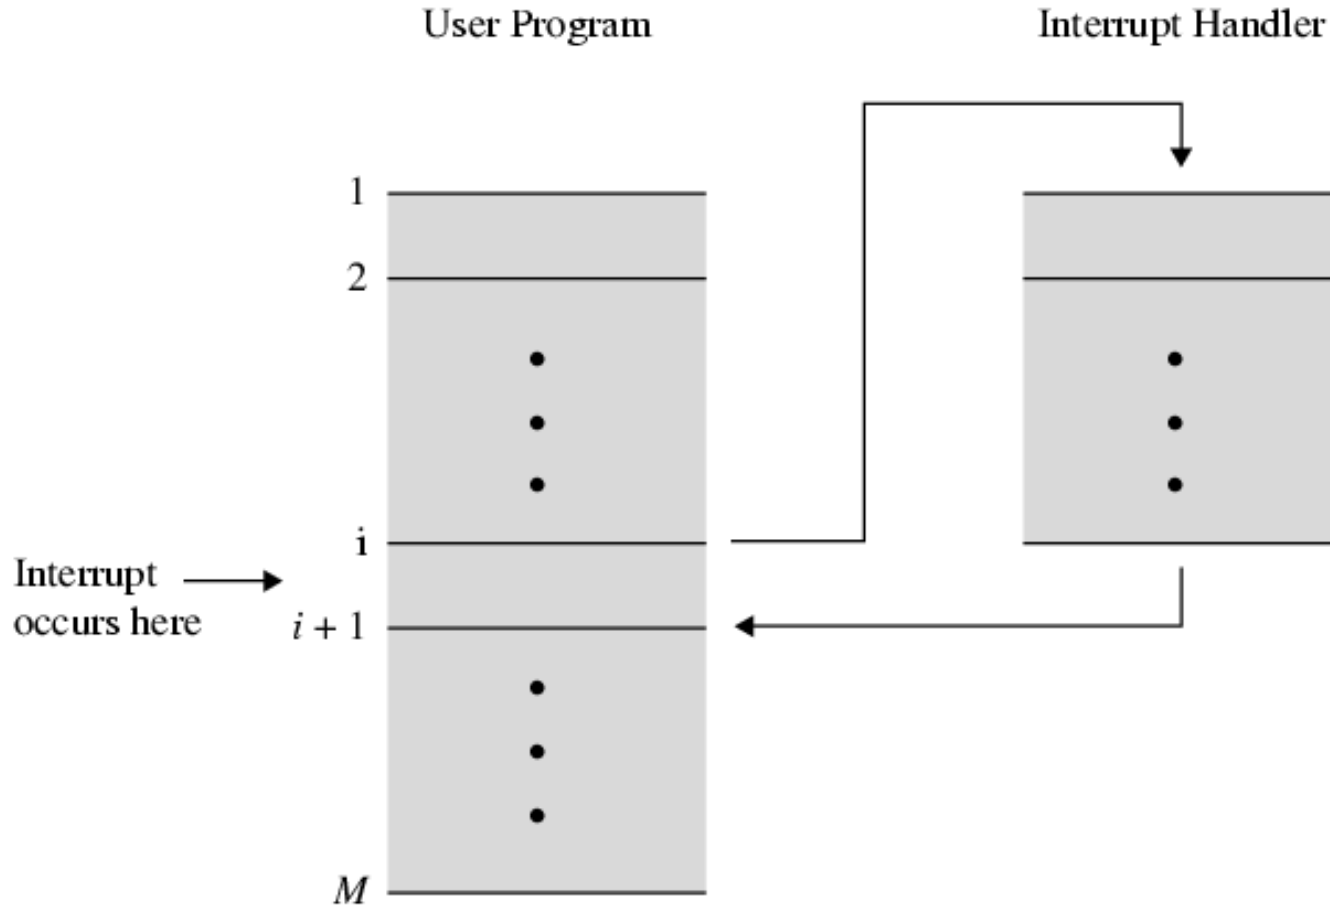 User Program
Interrupt Handler
1
2
i
Interrupt
occurs here
i + 1
M